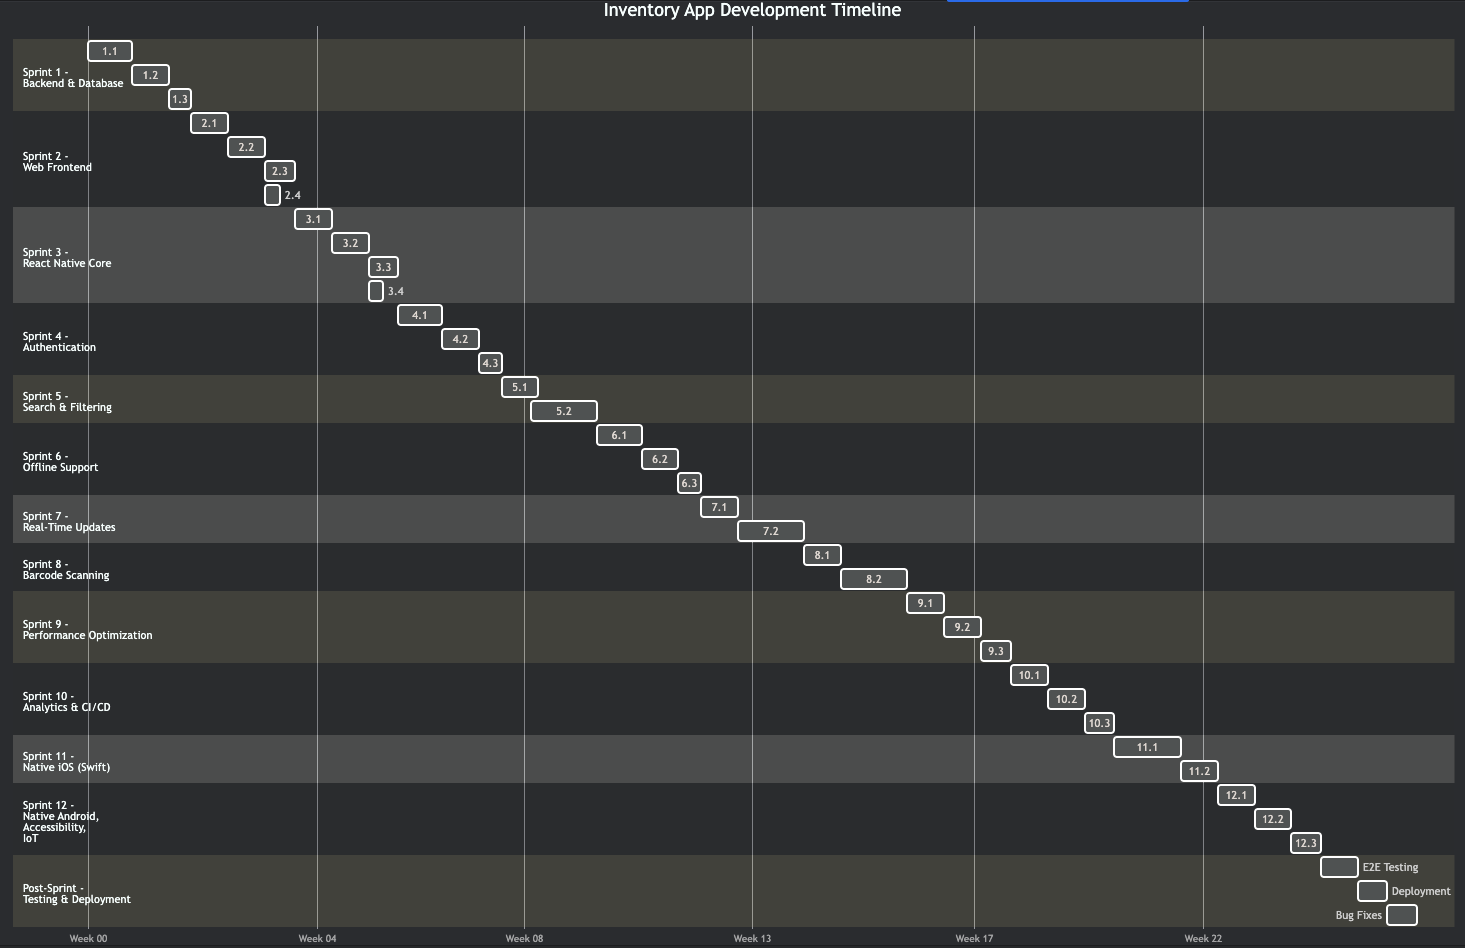 Inventory App Development Timeline
1.1
Sprint 1 -
Backend & Database
1.2
1.3
2.1
2.2
Sprint 2 -
Web Frontend
2.3
2.4
3.1
3.2
Sprint 3 -
React Native Core
3.3
3.4
4.1
Sprint 4 -
Authentication
4.2
4.3
5.1
Sprint 5 -
Search & Filtering
5.2
6.1
Sprint 6 -
Offline Support
6.2
6.3
7.1
Sprint 7 -
Real-Time Updates
7.2
8.1
Sprint 8 -
Barcode Scanning
8.2
9.1
Sprint 9 -
Performance Optimization
9.2
9.3
10.1
Sprint 10 -
Analytics & CI/CD
10.2
10.3
11.1
Sprint 11 -
Native iOS (Swift)
11.2
12.1
Sprint 12 -
Native Android,
Accessibility,
IoT
12.2
12.3
E2E Testing
Post-Sprint -
Testing & Deployment
Deployment
Bug Fixes
Week 00 Week 04 Week 08 Week 13 Week 17 Week 22